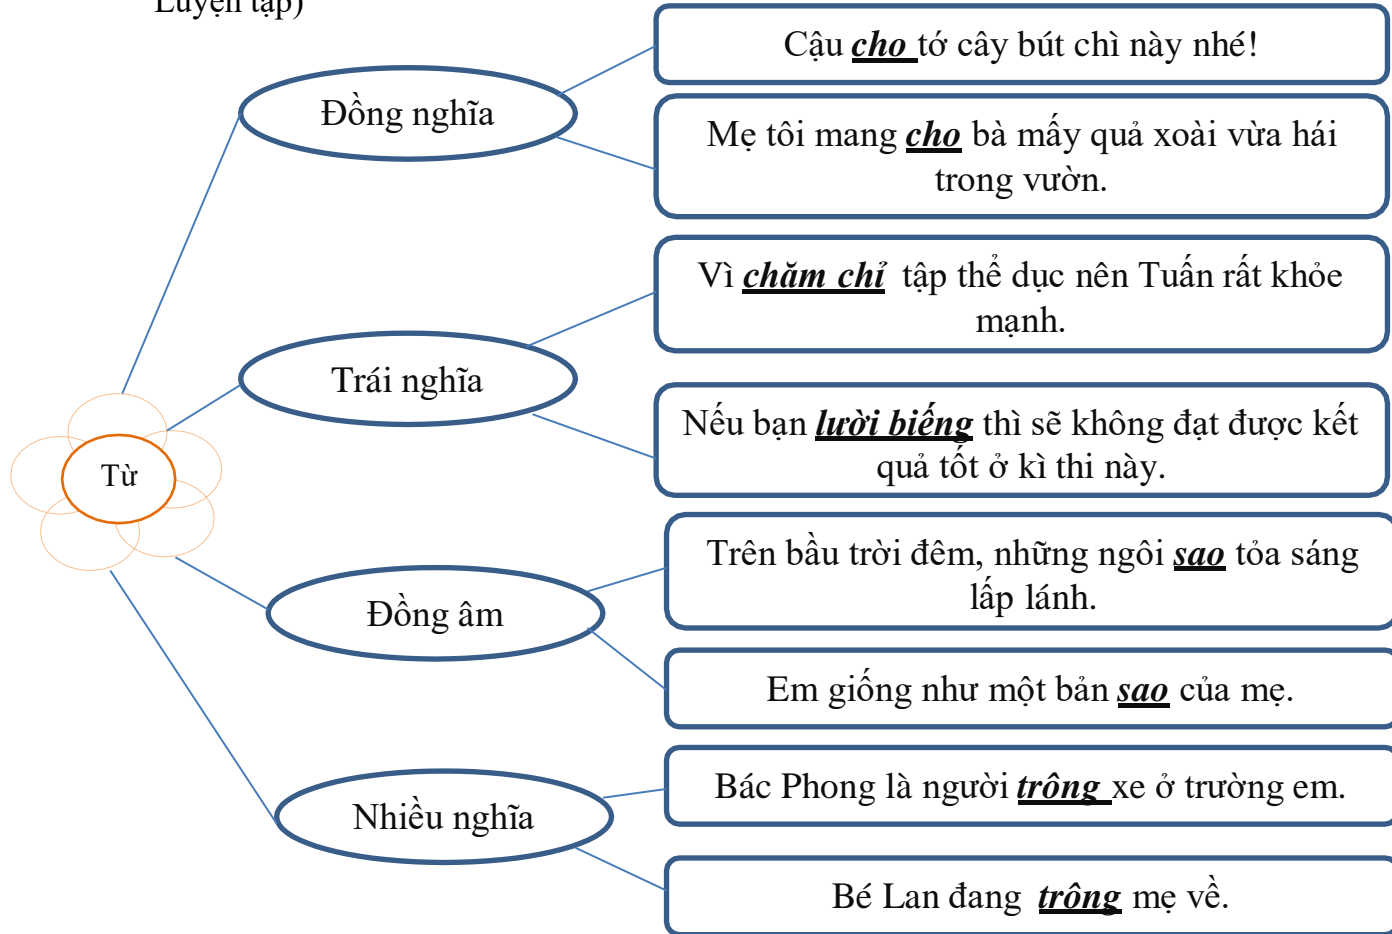 Luyện tập)
Cậu cho tớ cây bút chì này nhé!
Đồng nghĩa
Mẹ tôi mang cho bà mấy quả xoài vừa hái
trong vườn.
Vì chăm chỉ tập thể dục nên Tuấn rất khỏe
mạnh.
Trái nghĩa
Nếu bạn lười biếng thì sẽ không đạt được kết
quả tốt ở kì thi này.
Từ
Trên bầu trời đêm, những ngôi sao tỏa sáng
lấp lánh.
Đồng âm
Em giống như một bản sao của mẹ.
Bác Phong là người trông xe ở trường em.
Nhiều nghĩa
Bé Lan đang trông mẹ về.